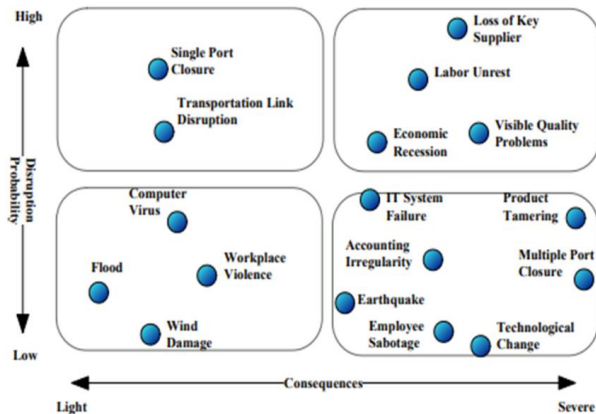 High
Single Port
Closure
Transportation Link
Disruption
Loss of Key
Supplier
Labor Unrest
Economic
Recession
Visible Quality
Problems
Disruption
Probability
Computer
Virus
Flood
Workplace
Violence
Wind
Damage
IT System
Failure
Product
Tamering
Accounting
Irregularity
Multiple Port
Closure
Earthquake
Employee
Sabotage
Technological
Change
Low
Consequences
Light
Severe